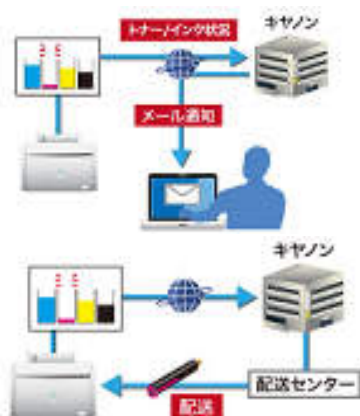 キヤノン
トナー/インク状況
メール通知
キヤノン
配送センター
配送